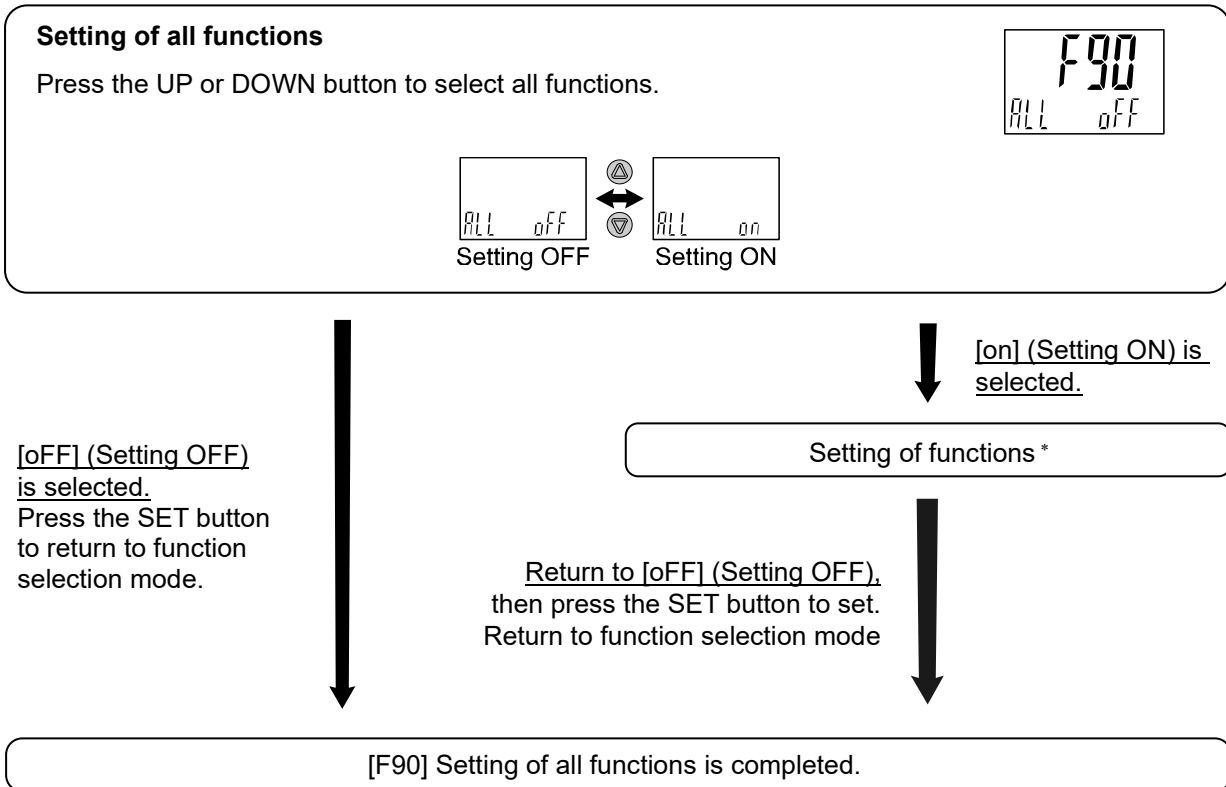 Setting of all functions
Press the UP or DOWN button to select all functions.
F90
ALL oFF
ALL oFF
ALL on
Setting OFF
Setting ON
[on] (Setting ON) is
selected.
Setting of functions *
[oFF] (Setting OFF)
is selected.
Press the SET button
to return to function
selection mode.
Return to [oFF] (Setting OFF),
then press the SET button to set.
Return to function selection mode
[F90] Setting of all functions is completed.